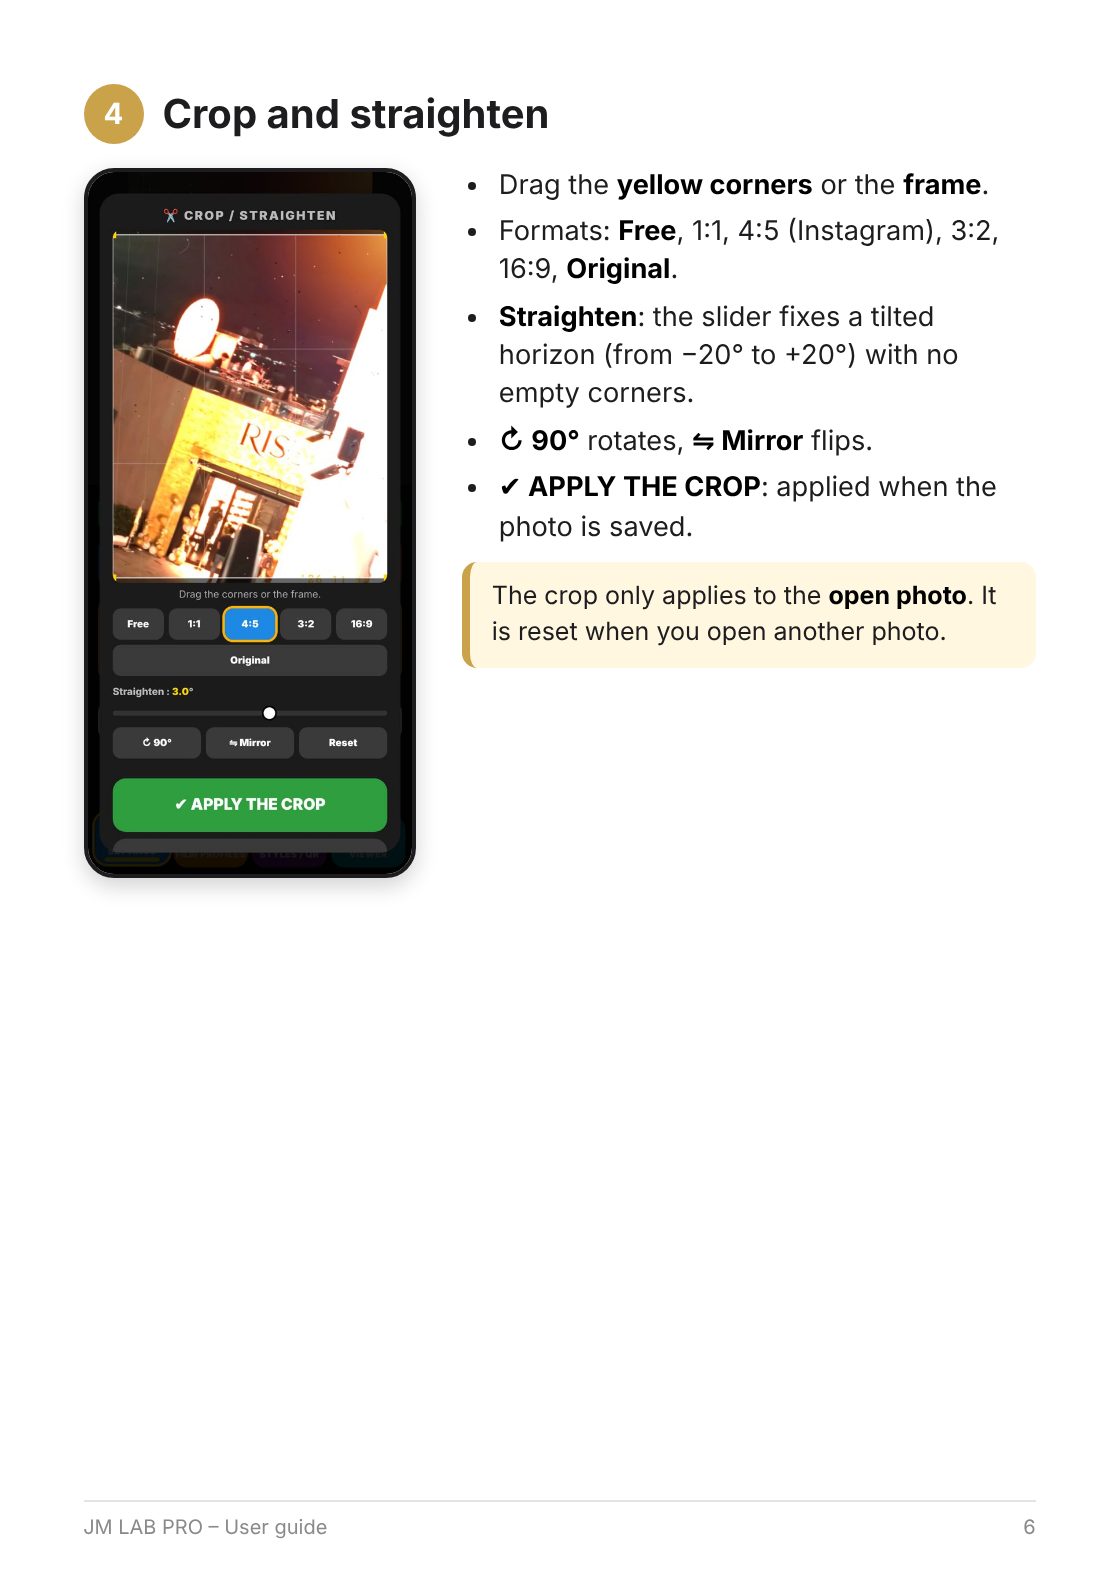 4 Crop and straighten
✂ CROP / STRAIGHTEN
RIS
Drag the corners or the frame.
Free 1:1 4:5 3:2 16:9
Original
Straighten : 3.0°
↻ 90° ⇋ Mirror Reset
✔ APPLY THE CROP
STYLES / QR
VIEWER
• Drag the yellow corners or the frame.
• Formats: Free, 1:1, 4:5 (Instagram), 3:2,
16:9, Original.
• Straighten: the slider fixes a tilted
horizon (from −20° to +20°) with no
empty corners.
• ↻ 90° rotates, ⇋ Mirror flips.
• ✔ APPLY THE CROP: applied when the
photo is saved.
The crop only applies to the open photo. It
is reset when you open another photo.
JM LAB PRO – User guide 6